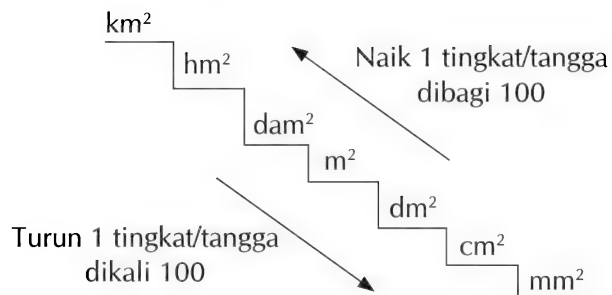 km²
hm²
Naik 1 tingkat/tangga
dibagi 100
dam²
m²
dm²
Turun 1 tingkat/tangga
dikali 100
cm²
mm²